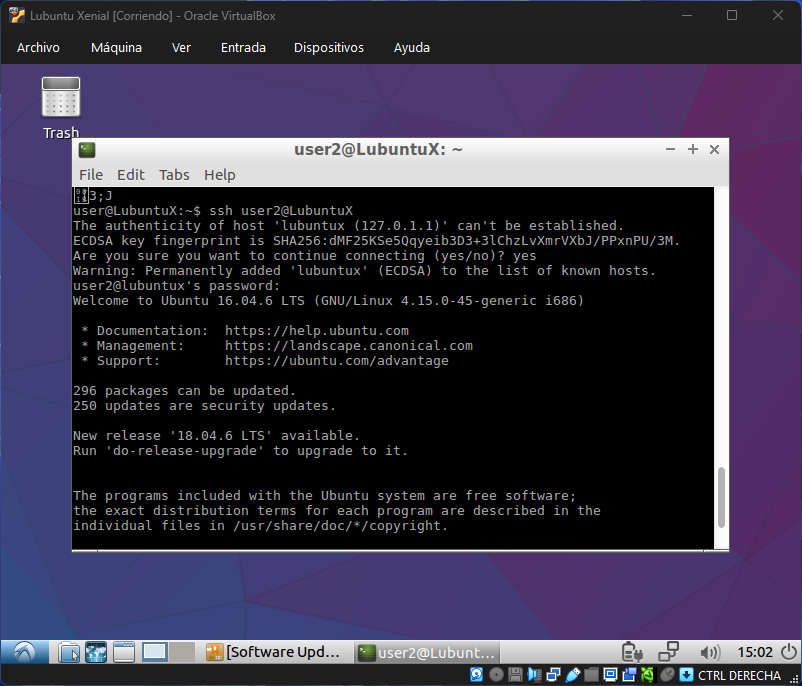 Lubuntu Xenial [Corriendo] - Oracle VirtualBox
Archivo Máquina Ver Entrada Dispositivos Ayuda
Trash
user2@LubuntuX: ~
File Edit Tabs Help
3;J
user@LubuntuX:~$ ssh user2@LubuntuX
The authenticity of host 'lubuntux (127.0.1.1)' can't be established.
ECDSA key fingerprint is SHA256:dMF25KSe5Qqyeib3D3+3lChzLvXmrVXbJ/PPxnPU/3M.
Are you sure you want to continue connecting (yes/no)? yes
Warning: Permanently added 'lubuntux' (ECDSA) to the list of known hosts.
user2@lubuntux's password:
Welcome to Ubuntu 16.04.6 LTS (GNU/Linux 4.15.0-45-generic i686)
* Documentation: https://help.ubuntu.com
* Management: https://landscape.canonical.com
* Support: https://ubuntu.com/advantage
296 packages can be updated.
250 updates are security updates.
New release '18.04.6 LTS' available.
Run 'do-release-upgrade' to upgrade to it.
The programs included with the Ubuntu system are free software;
the exact distribution terms for each program are described in the
individual files in /usr/share/doc/*/copyright.
[Software Upd... user2@Lubunt... 15:02
CTRL DERECHA